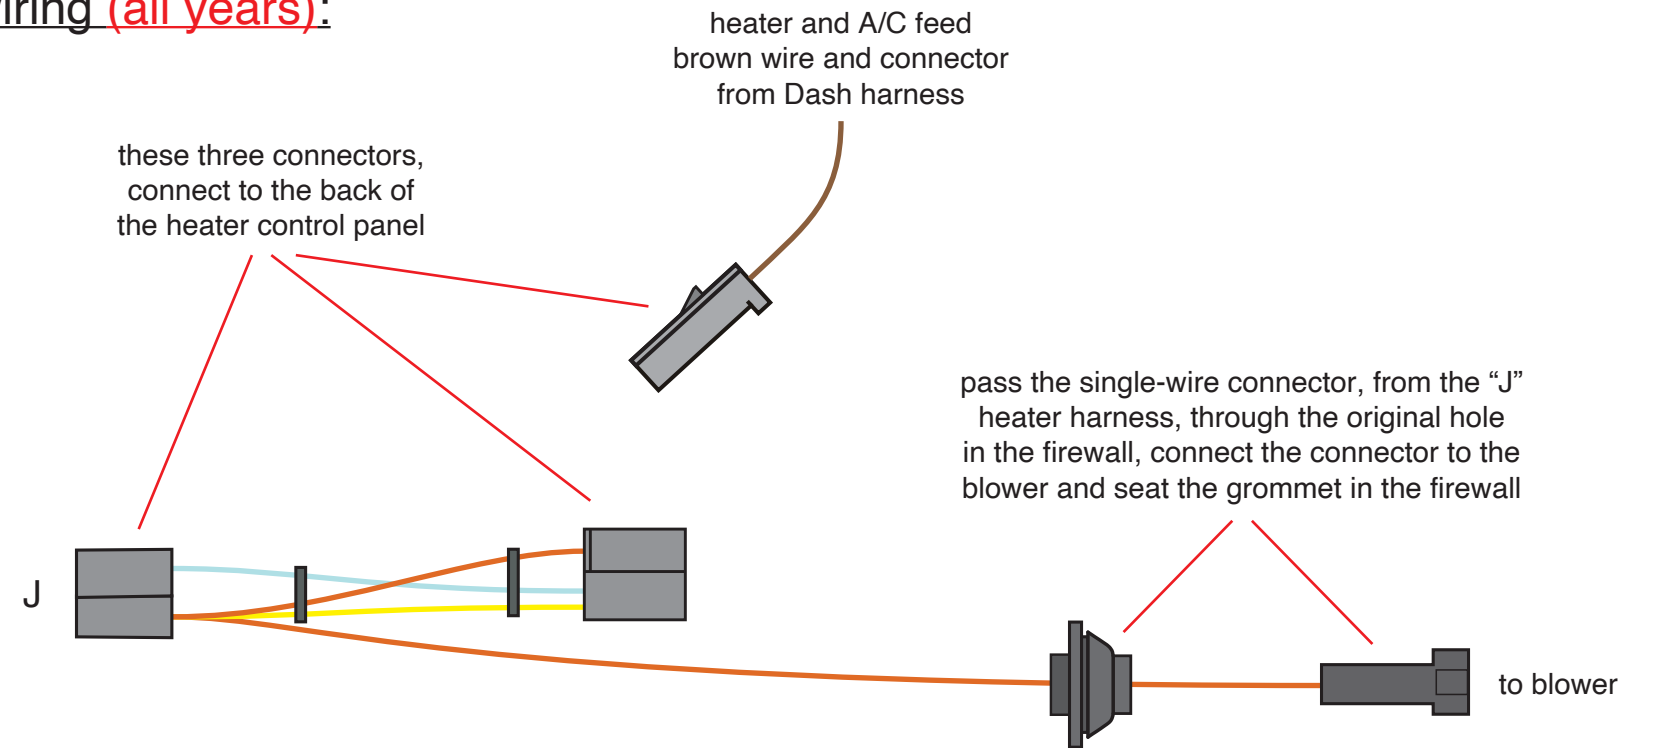 (all years):
heater and A/C feed
brown wire and connector
from Dash harness
these three connectors,
connect to the back of
the heater control panel
pass the single-wire connector, from the “J”
heater harness, through the original hole
in the firewall, connect the connector to the
blower and seat the grommet in the firewall
J
to blower